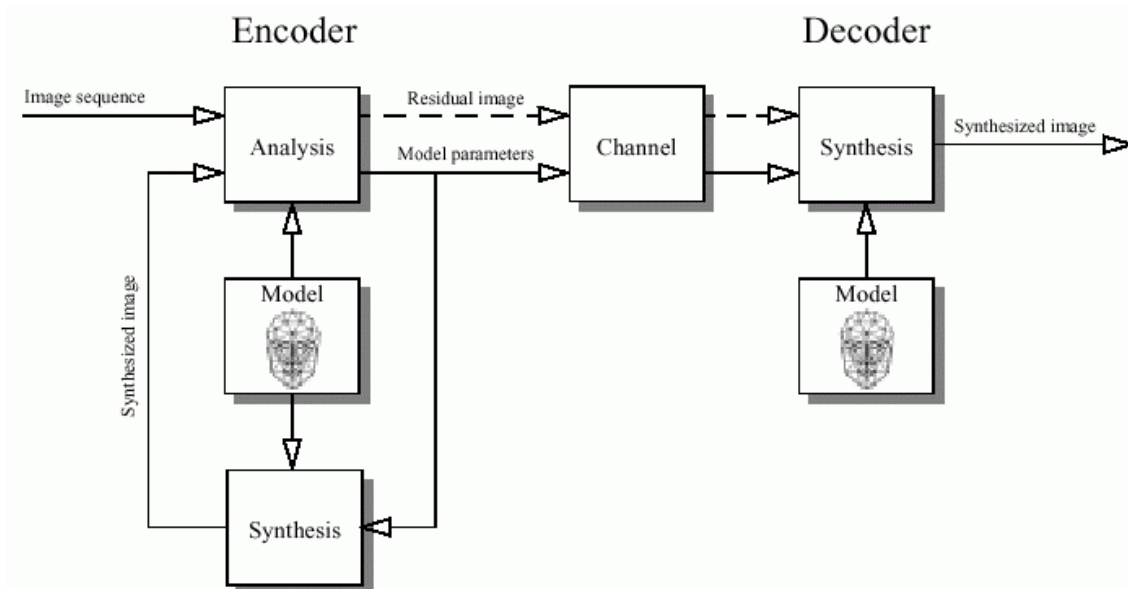 Encoder
Decoder
Image sequence
Residual image
Synthesized image
Analysis
Model parameters
Channel
Synthesis
Synthesized image
Model
Model
Synthesis